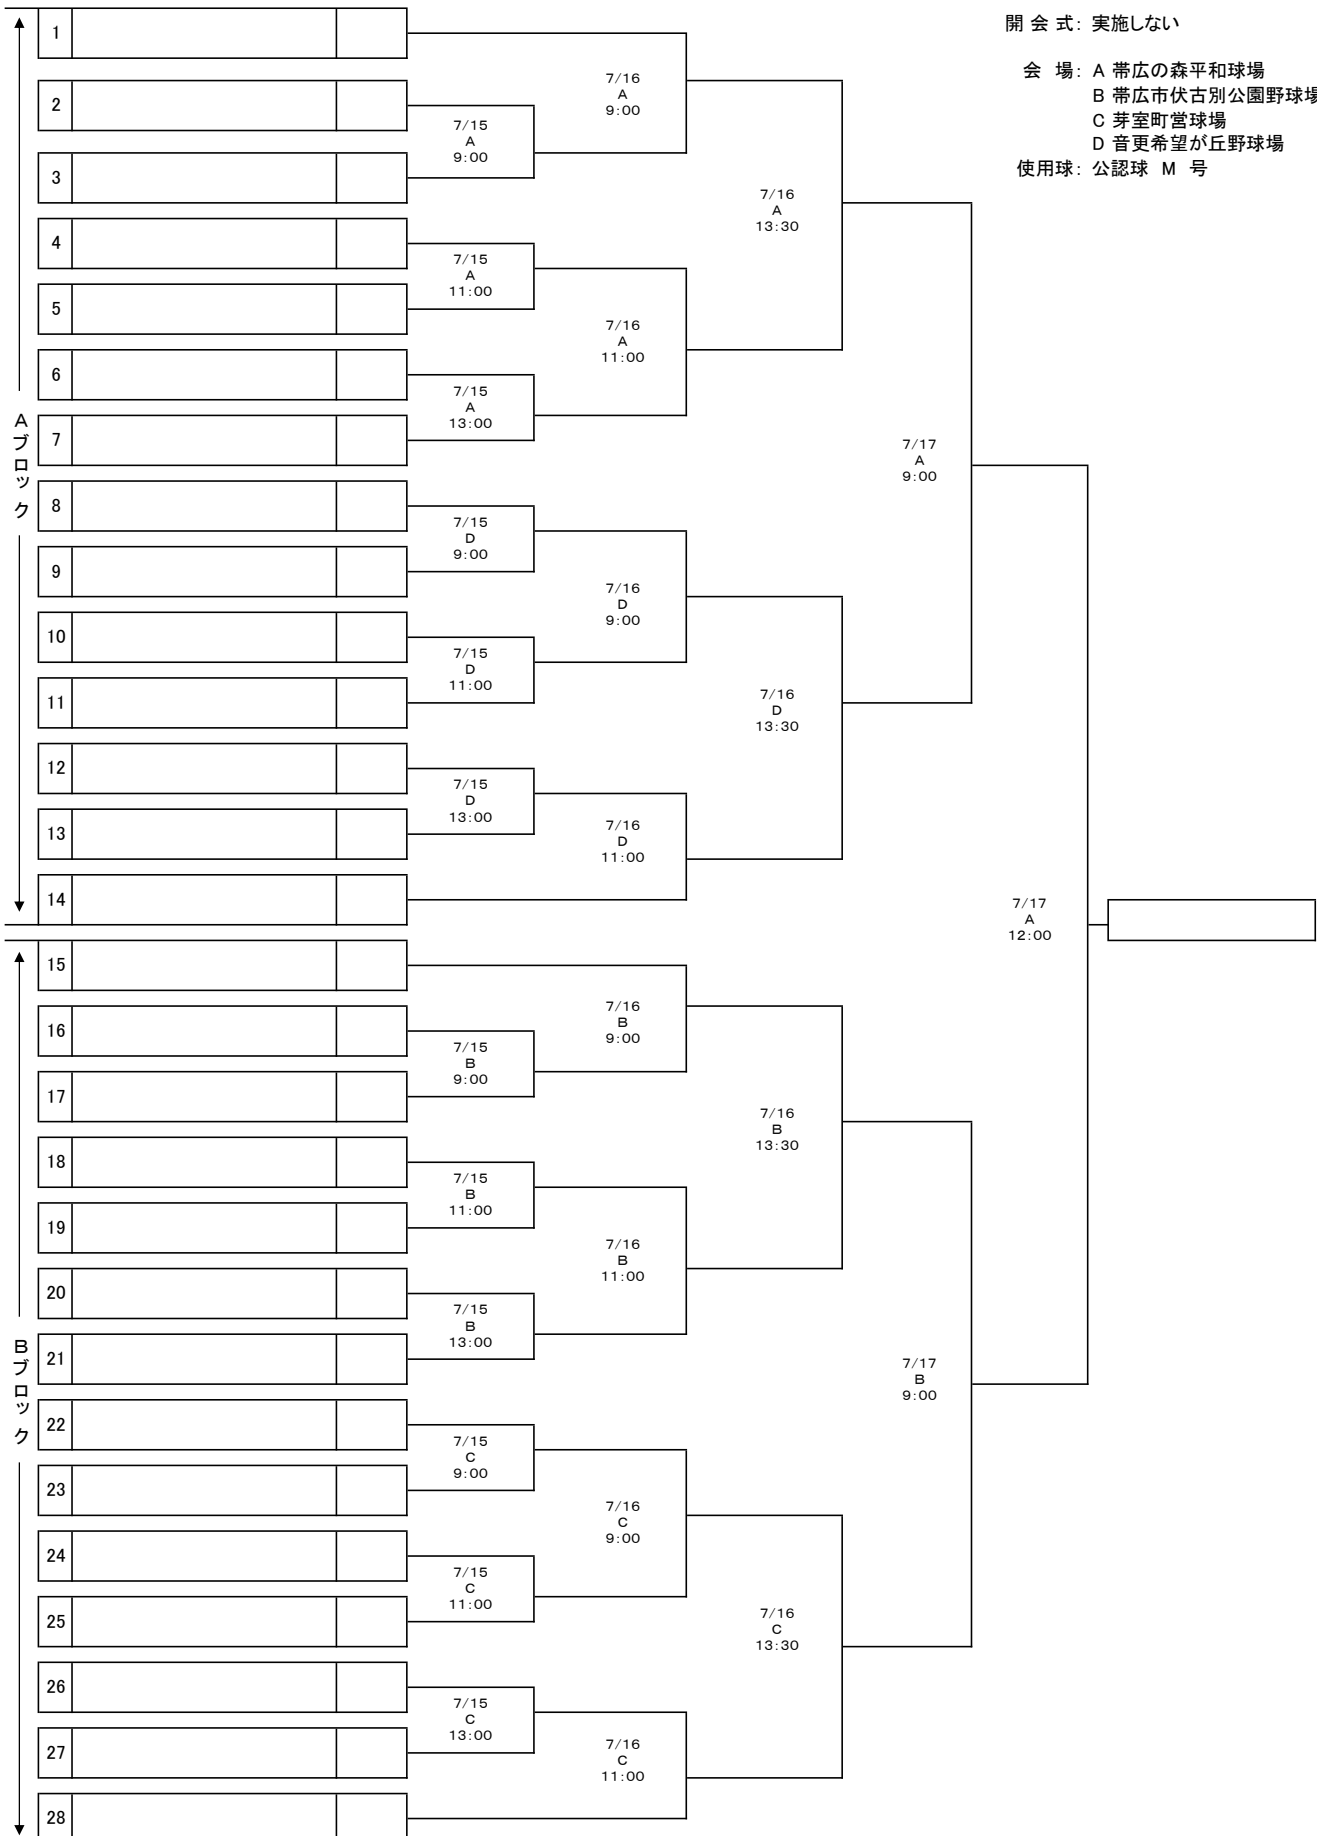 開 会 式： 実施しない
会 場： A 帯広の森平和球場
B 帯広市伏古別公園野球場
C 芽室町営球場
D 音更希望が丘野球場
使用球： 公認球 M 号
Aブロック
1
2
3
4
5
6
7
8
9
10
11
12
13
14
7/15
A
9:00
7/15
A
11:00
7/15
A
13:00
7/15
D
9:00
7/15
D
11:00
7/15
D
13:00
7/16
A
9:00
7/16
A
11:00
7/16
D
9:00
7/16
D
11:00
7/16
A
13:30
7/16
D
13:30
7/17
A
9:00
7/17
A
12:00
Bブロック
15
16
17
18
19
20
21
22
23
24
25
26
27
28
7/15
B
9:00
7/15
B
11:00
7/15
B
13:00
7/15
C
9:00
7/15
C
11:00
7/15
C
13:00
7/16
B
9:00
7/16
B
11:00
7/16
C
9:00
7/16
C
11:00
7/16
B
13:30
7/16
C
13:30
7/17
B
9:00